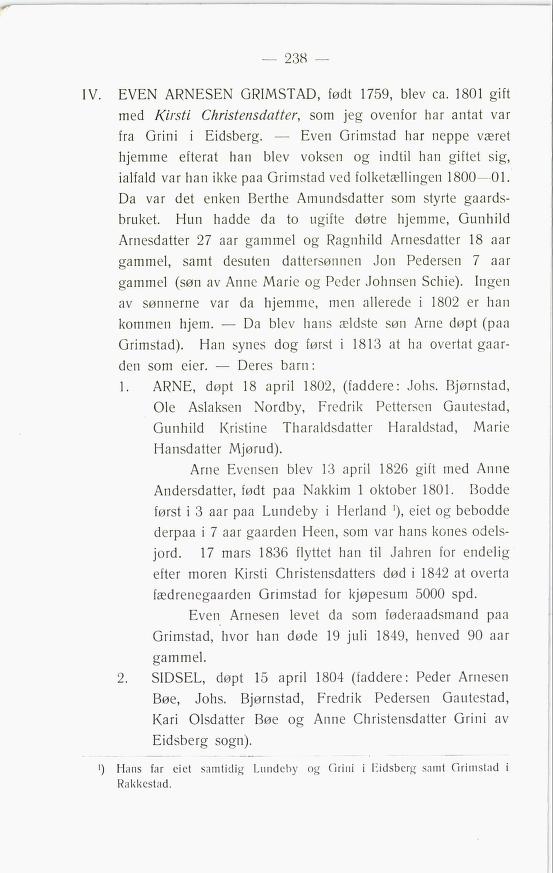 — 238 —
IV. EVEN ARNESEN GRIMSTAD, født 1759, blev ca. 1801 gift
med Kirsti Christensdatter, som jeg ovenfor har antat var
fra Grini i Eidsberg. — Even Grimstad har neppe været
hjemme efterat han blev voksen og indtil han giftet sig,
ialfald var han ikke paa Grimstad ved folketællingen 1800—01.
Da var det enken Berthe Amundsdatter som styrte gaards-
bruket. Hun hadde da to ugifte døtre hjemme, Gunhild
Arnesdatter 27 aar gammel og Ragnhild Arnesdatter 18 aar
gammel, samt desuten dattersønnen Jon Pedersen 7 aar
gammel (søn av Anne Marie og Peder Johnsen Schie). Ingen
av sønnerne var da hjemme, men allerede i 1802 er han
kommen hjem. — Da blev hans ældste søn Arne døpt (paa
Grimstad). Han synes dog først i 1813 at ha overtat gaar-
den som eier. — Deres barn:
1. ARNE, døpt 18 april 1802, (faddere: Johs. Bjørnstad,
Ole Aslaksen Nordby, Fredrik Pettersen Gautestad,
Gunhild Kristine Tharaldsdatter Haraldstad, Marie
Hansdatter Mjørud).
Arne Evensen blev 13 april 1826 gift med Anne
Andersdatter, født paa Nakkim 1 oktober 1801. Bodde
først i 3 aar paa Lundeby i Herland ¹), eiet og bebodde
derpaa i 7 aar gaarden Heen, som var hans kones odels-
jord. 17 mars 1836 flyttet han til Jahren for endelig
efter moren Kirsti Christensdatters død i 1842 at overta
fædrenegaarden Grimstad for kjøpesum 5000 spd.
Even Arnesen levet da som føderaadsmand paa
Grimstad, hvor han døde 19 juli 1849, henved 90 aar
gammel.
2. SIDSEL, døpt 15 april 1804 (faddere: Peder Arnesen
Bøe, Johs. Bjørnstad, Fredrik Pedersen Gautestad,
Kari Olsdatter Bøe og Anne Christensdatter Grini av
Eidsberg sogn).
¹) Hans far eiet samtidig Lundeby og Grini i Eidsberg samt Grimstad i
Rakkestad.